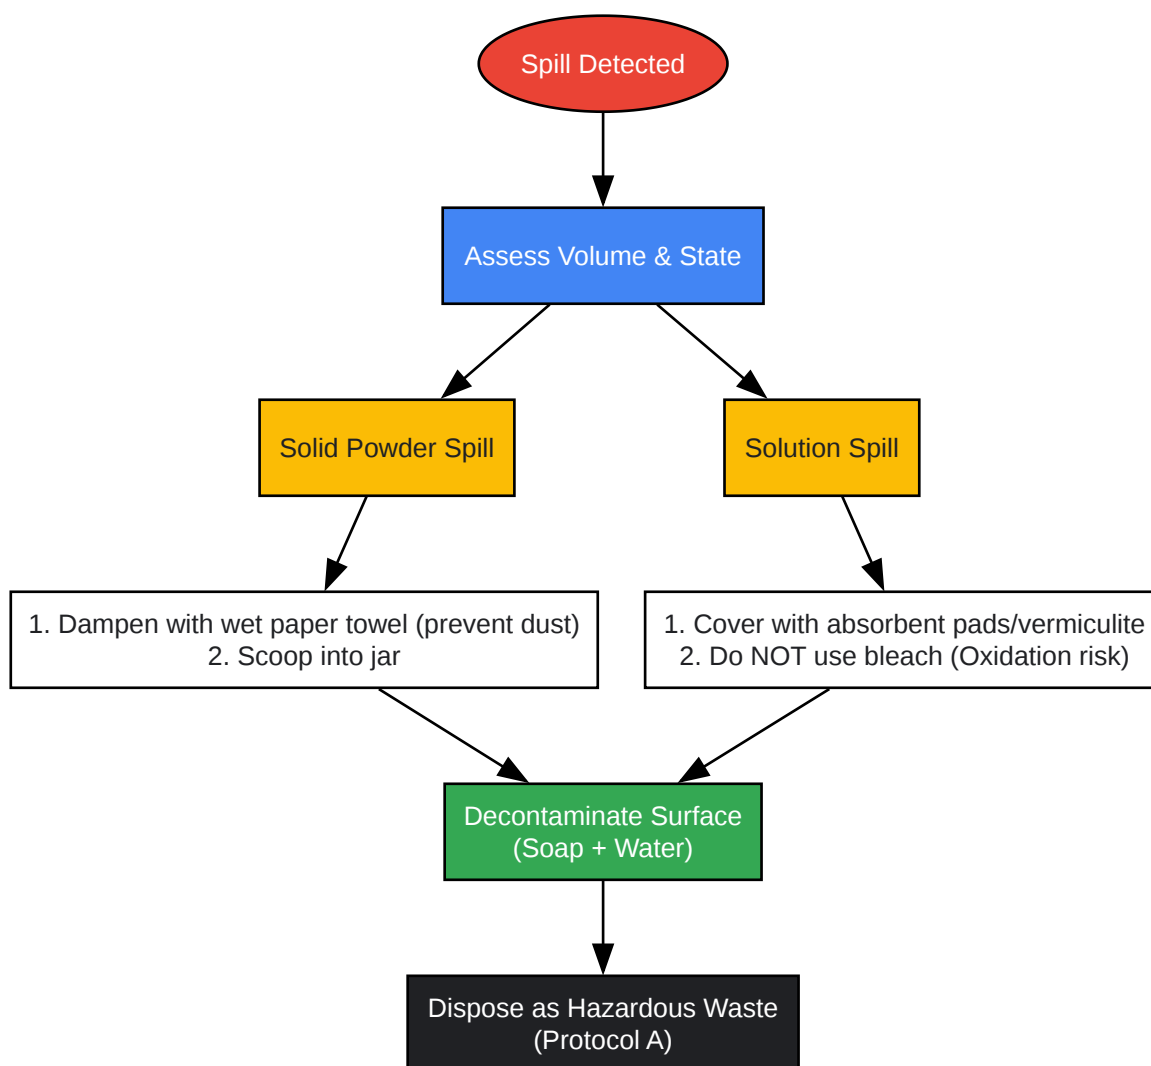 Spill Detected
Assess Volume & State
Solid Powder Spill
Solution Spill
1. Dampen with wet paper towel (prevent dust)
2. Scoop into jar
1. Cover with absorbent pads/vermiculite
2. Do NOT use bleach (Oxidation risk)
Decontaminate Surface
(Soap + Water)
Dispose as Hazardous Waste
(Protocol A)